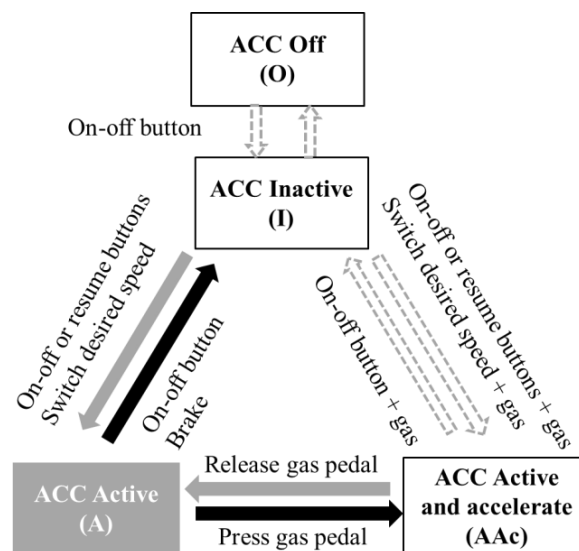 ACC Off
(O)
On-off button
ACC Inactive
(I)
On-off or resume buttons
Switch desired speed
On-off button
Brake
On-off or resume buttons + gas
Switch desired speed + gas
On-off button + gas
ACC Active
(A)
Release gas pedal
Press gas pedal
ACC Active
and accelerate
(AAc)